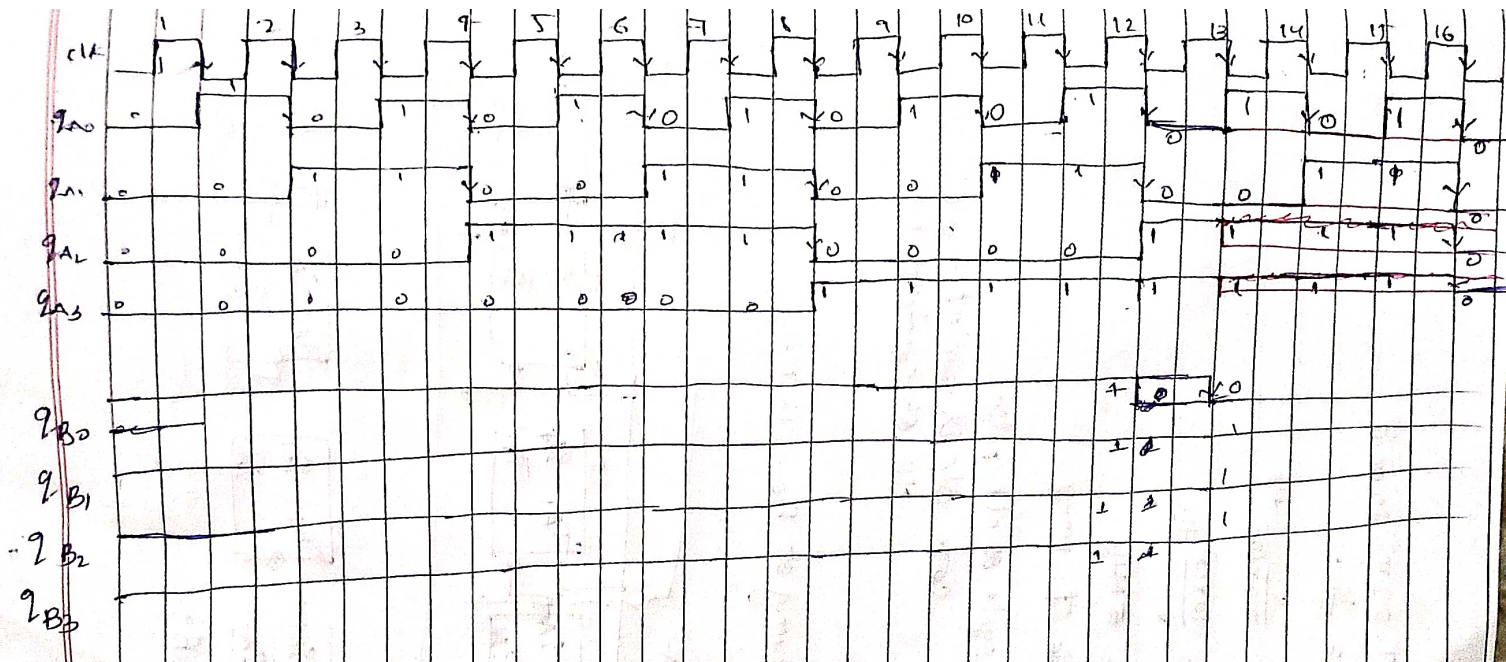 1 2 3 4 5 6 7 8 9 10 11 12 13 14 15 16
clk 1
qA0 0 1 0 1 0 1 0 1 0 1 0 1 0 1 0 1 0
qA1 0 0 1 1 0 0 1 1 0 0 1 0 0 1 0
qA2 0 0 0 0 1 1 1 1 1 0 0 0 0 1 1 1 1 0
qA3 0 0 0 0 0 0 0 0 1 1 1 1 1 1 1 1 0
qB0 0
qB1 1 1
qB2 1 1
qB3 1 1